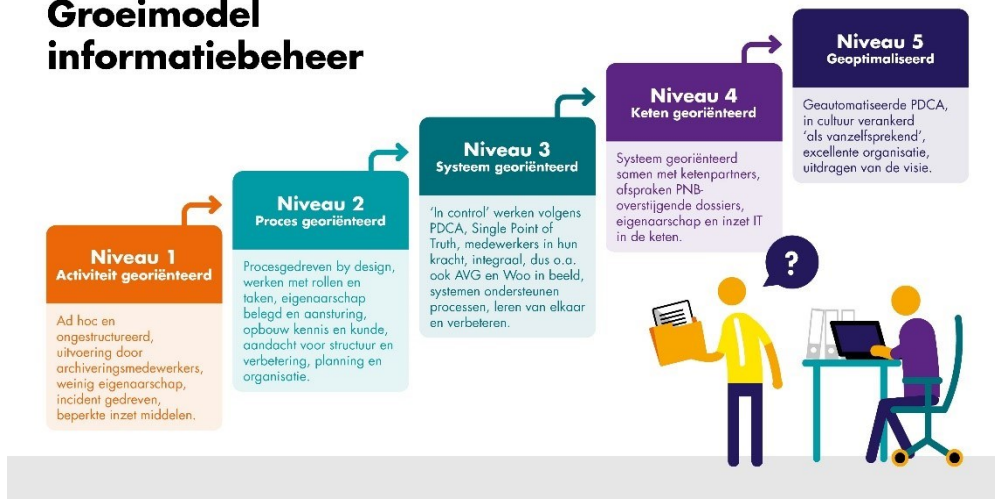 Groeimodel
informatiebeheer
Niveau 1
Activiteit georiënteerd
Ad hoc en
ongestructureerd,
uitvoering door
archiveringsmedewerkers,
weinig eigenaarschap,
incident gedreven,
beperkte inzet middelen.
Niveau 2
Proces georiënteerd
Procesgedreven by design,
werken met rollen en
taken, eigenaarschap
belegd en aansturing,
opbouw kennis en kunde,
aandacht voor structuur en
verbetering, planning en
organisatie.
Niveau 3
Systeem georiënteerd
‘In control’ werken volgens
PDCA, Single Point of
Truth, medewerkers in hun
kracht, integraal, dus o.a.
ook AVG en Woo in beeld,
systemen ondersteunen
processen, leren van elkaar
en verbeteren.
Niveau 4
Keten georiënteerd
Systeem georiënteerd
samen met ketenpartners,
afspraken PNB-
overstijgende dossiers,
eigenaarschap en inzet IT
in de keten.
Niveau 5
Geoptimaliseerd
Geautomatiseerde PDCA,
in cultuur verankerd
‘als vanzelfsprekend’,
excellente organisatie,
uitdragen van de visie.
?